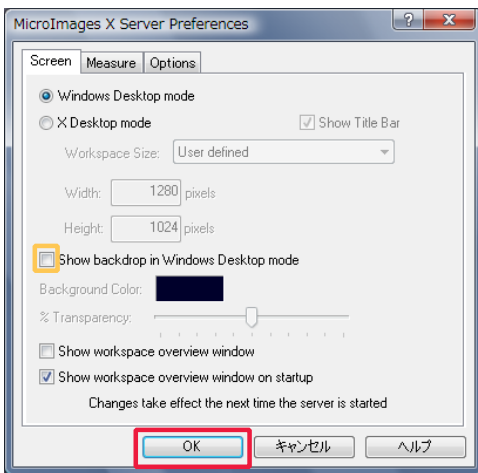 MicroImages X Server Preferences
Screen Measure Options
Windows Desktop mode
X Desktop mode Show Title Bar
Workspace Size: User defined
Width: 1280 pixels
Height: 1024 pixels
Show backdrop in Windows Desktop mode
Background Color:
% Transparency:
Show workspace overview window
Show workspace overview window on startup
Changes take effect the next time the server is started
OK キャンセル ヘルプ